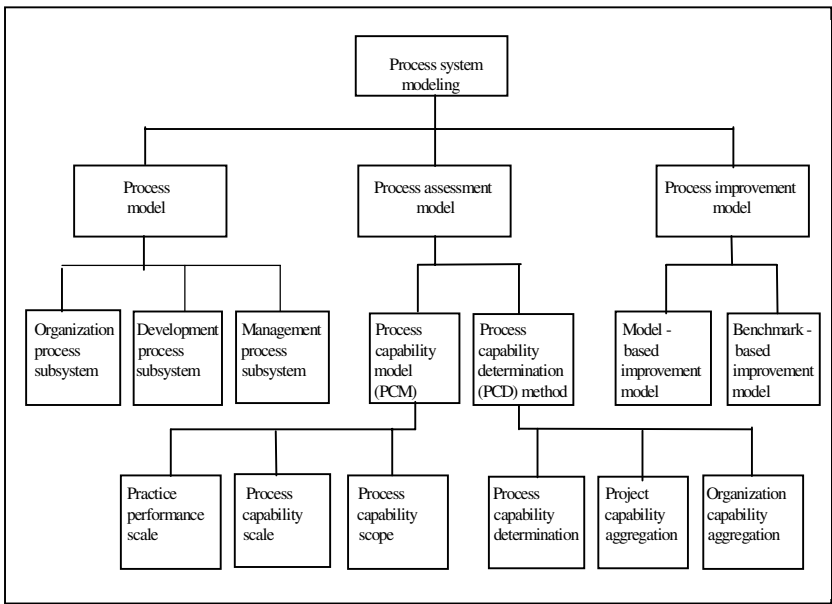 Process system
modeling
Process
model
Process assessment
model
Process improvement
model
Organization
process
subsystem
Development
process
subsystem
Management
process
subsystem
Process
capability
model
(PCM)
Process
capability
determination
(PCD) method
Model -
based
improvement
model
Benchmark -
based
improvement
model
Practice
performance
scale
Process
capability
scale
Process
capability
scope
Process
capability
determination
Project
capability
aggregation
Organization
capability
aggregation